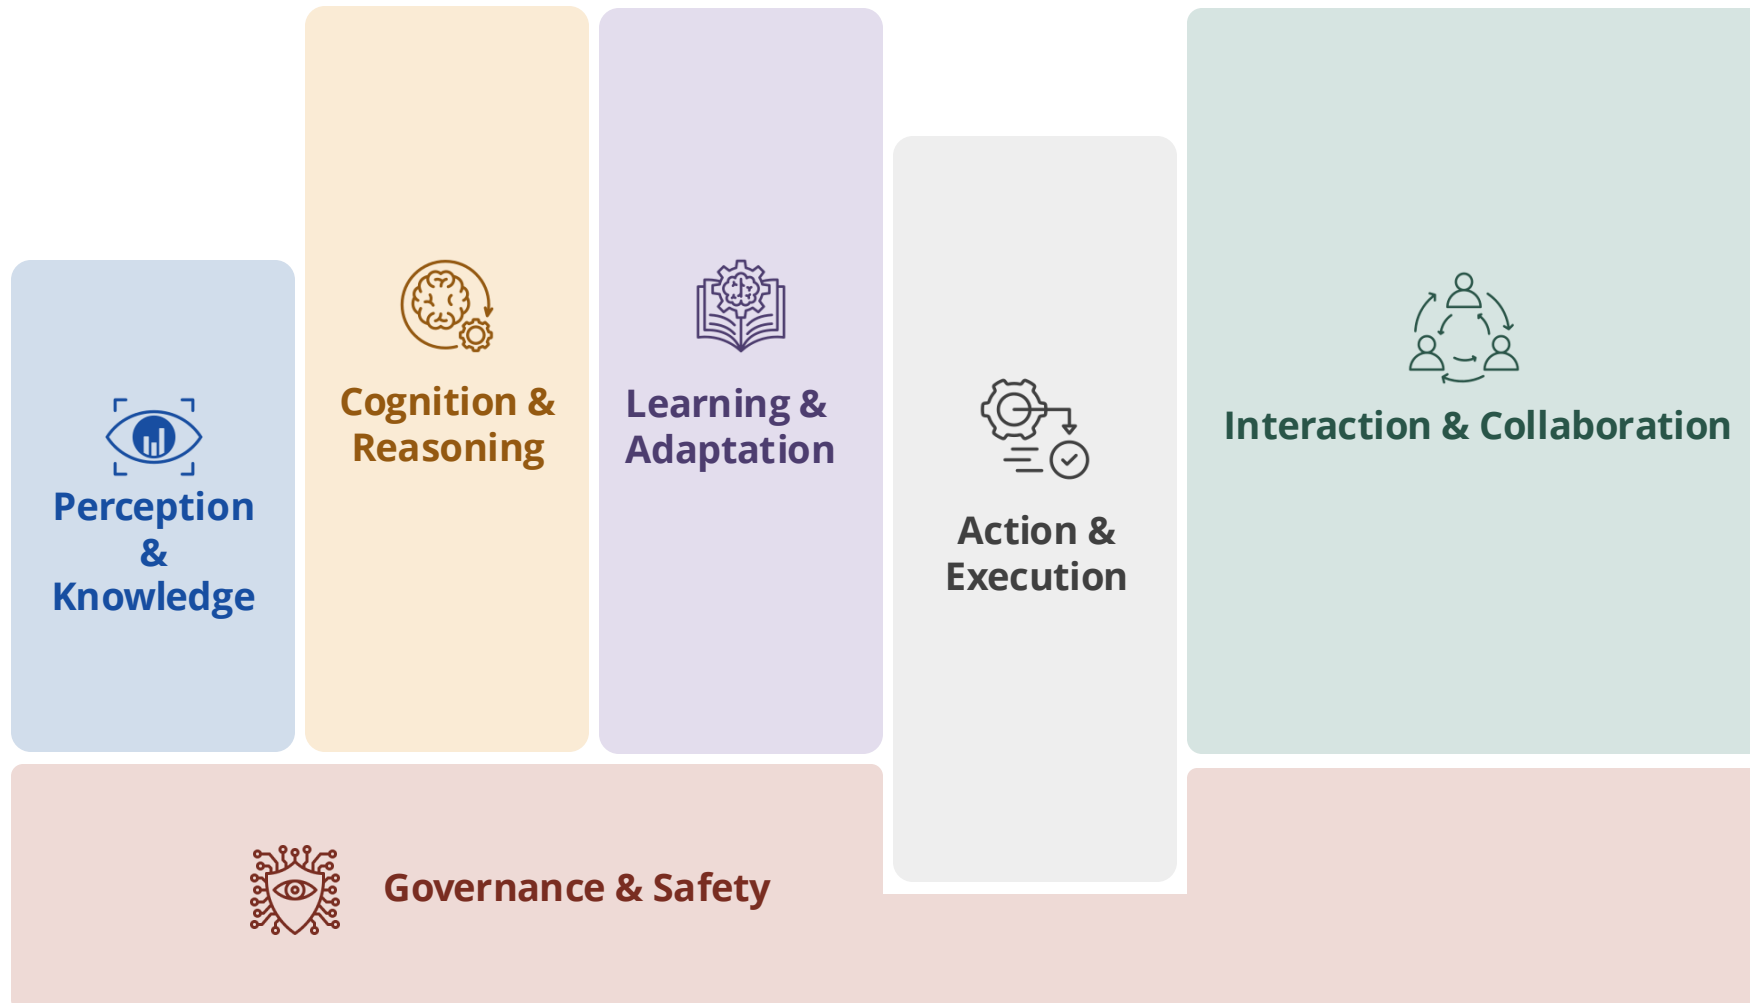 Perception
&
Knowledge
Cognition &
Reasoning
Learning &
Adaptation
Action &
Execution
Interaction & Collaboration
Governance & Safety